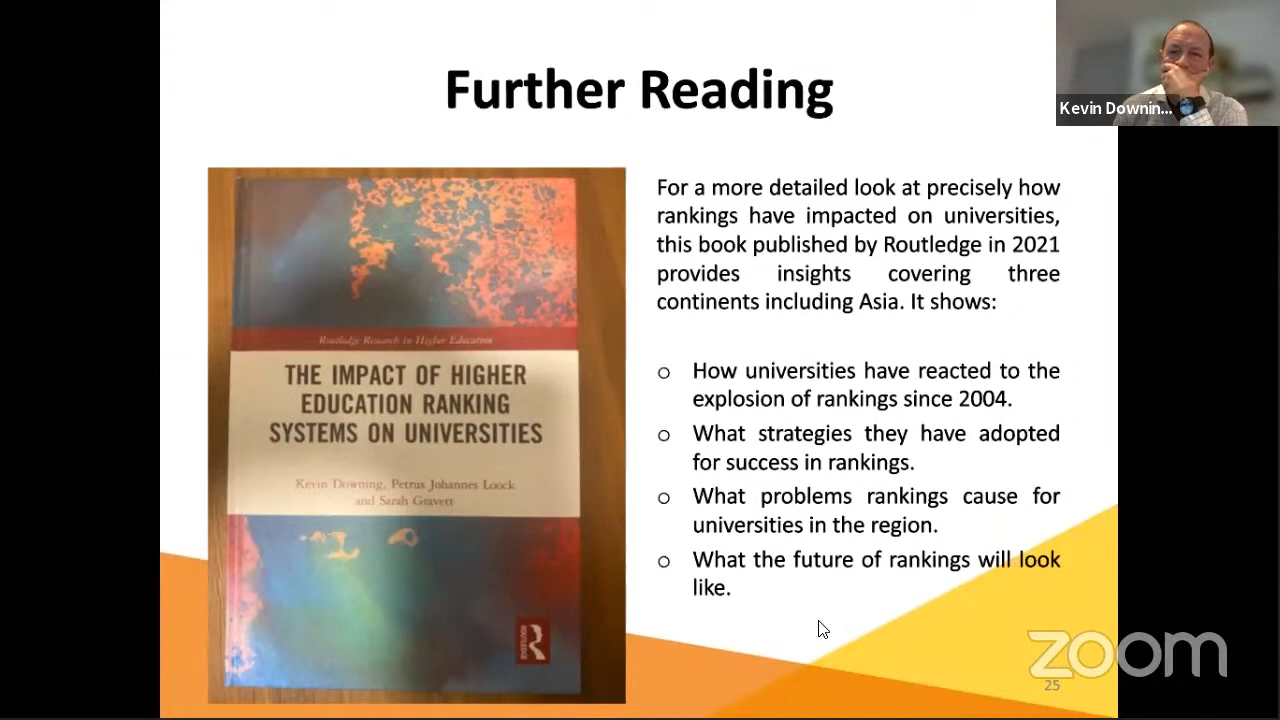 Further Reading
Kevin Downin...
For a more detailed look at precisely how
rankings have impacted on universities,
this book published by Routledge in 2021
provides insights covering three
continents including Asia. It shows:
o How universities have reacted to the
explosion of rankings since 2004.
o What strategies they have adopted
for success in rankings.
o What problems rankings cause for
universities in the region.
o What the future of rankings will look
like.
Routledge Research in Higher Education
THE IMPACT OF HIGHER
EDUCATION RANKING
SYSTEMS ON UNIVERSITIES
Kevin Downing, Petrus Johannes Loock
and Sarah Gravett
ROUTLEDGE
zoom
25